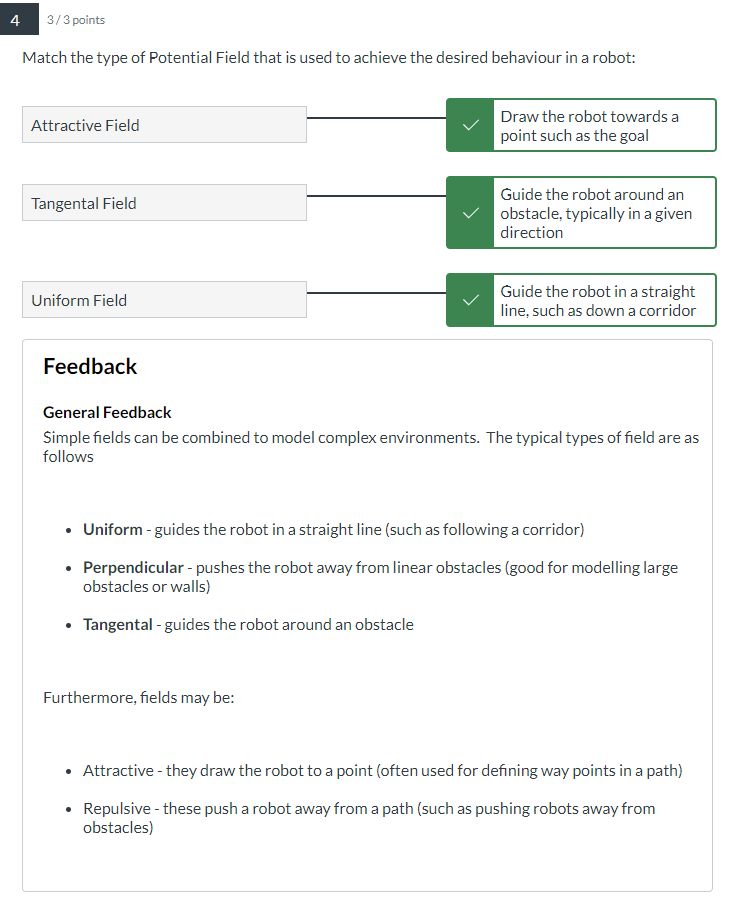 4
3 / 3 points
Match the type of Potential Field that is used to achieve the desired behaviour in a robot:
Attractive Field
Draw the robot towards a
point such as the goal
Tangental Field
Guide the robot around an
obstacle, typically in a given
direction
Uniform Field
Guide the robot in a straight
line, such as down a corridor
Feedback
General Feedback
Simple fields can be combined to model complex environments.  The typical types of field are as
follows
Uniform - guides the robot in a straight line (such as following a corridor)
Perpendicular - pushes the robot away from linear obstacles (good for modelling large
obstacles or walls)
Tangental - guides the robot around an obstacle
Furthermore, fields may be:
Attractive - they draw the robot to a point (often used for defining way points in a path)
Repulsive - these push a robot away from a path (such as pushing robots away from
obstacles)